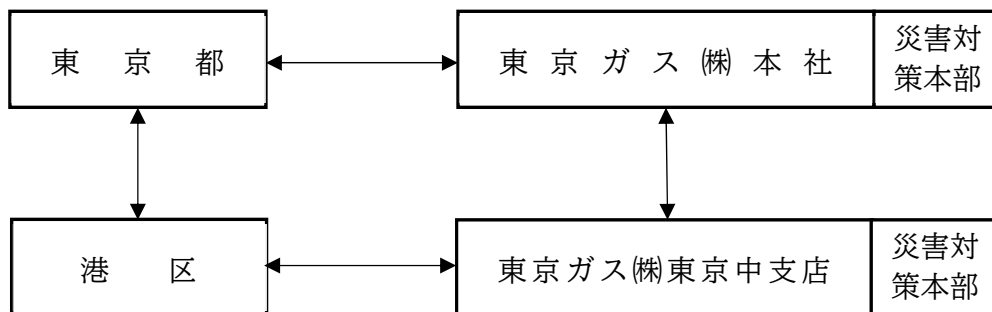 東京都
東京ガス㈱本社
災害対
策本部
港区
東京ガス㈱東京中支店
災害対
策本部